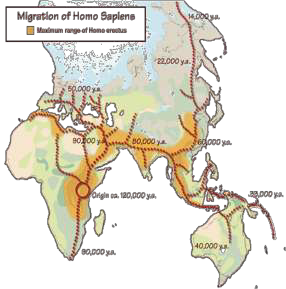 Migration of Homo Sapiens
Maximum range of Homo erectus
14,000 y.a.
22,000 y.a.
50,000 y.a.
90,000 y.a.
80,000 y.a.
60,000 y.a.
Origin ca. 120,000 y.a.
33,000 y.a.
40,000 y.a.
80,000 y.a.